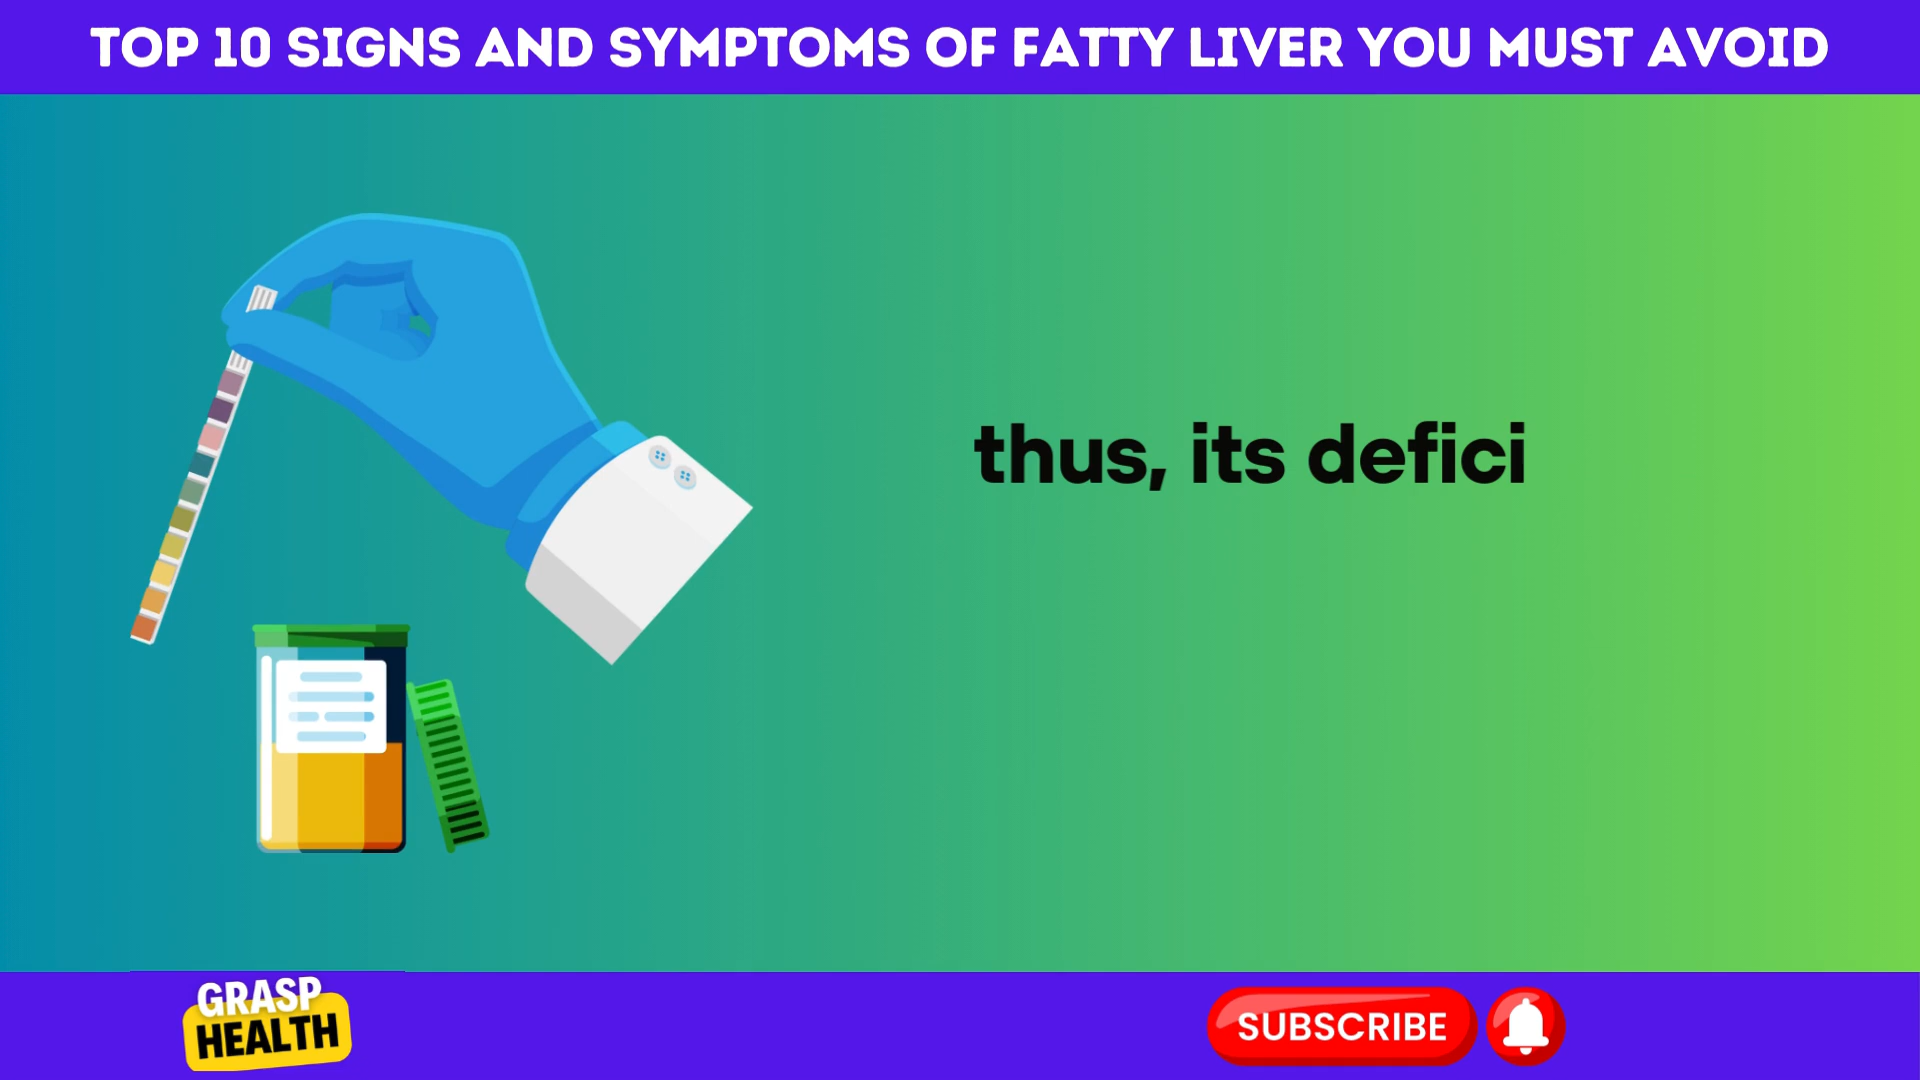 TOP 10 SIGNS AND SYMPTOMS OF FATTY LIVER YOU MUST AVOID
thus, its defici
GRASP
HEALTH
SUBSCRIBE